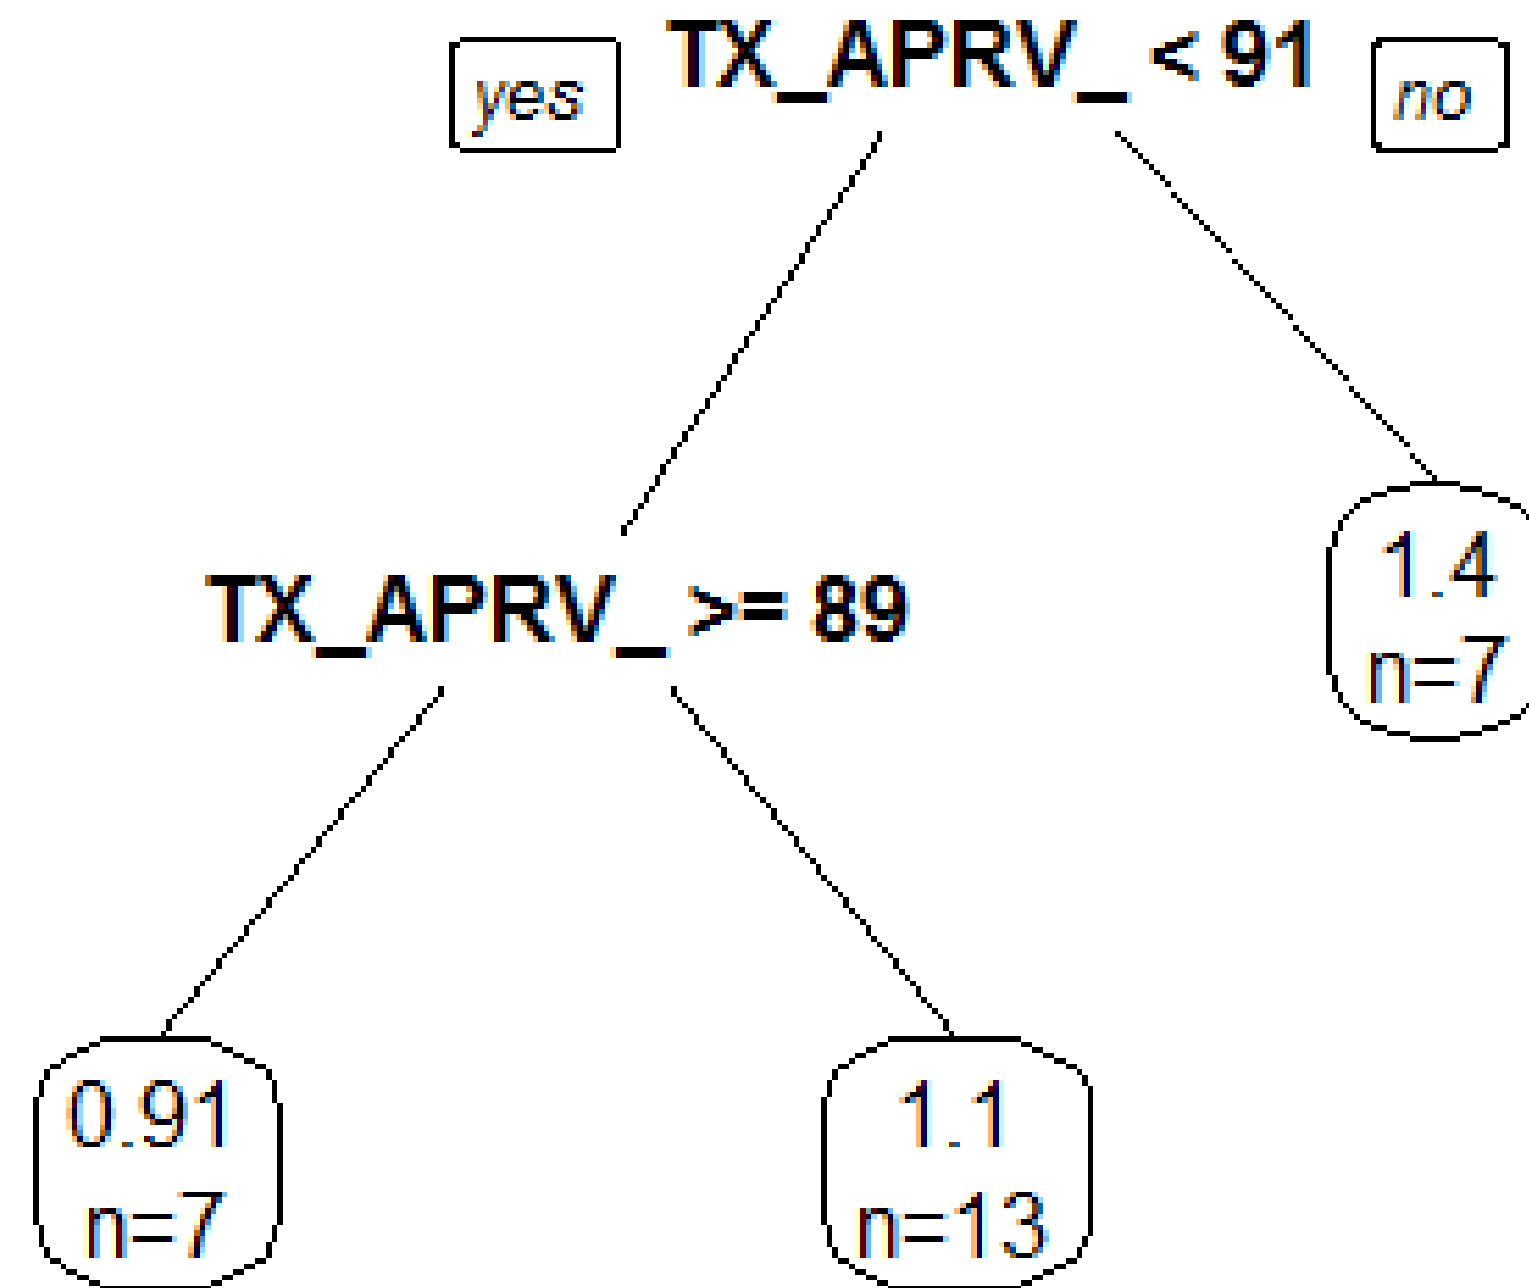 yes
TX_APRV_ < 91
no
TX_APRV_ >= 89
1.4
n=7
0.91
n=7
1.1
n=13